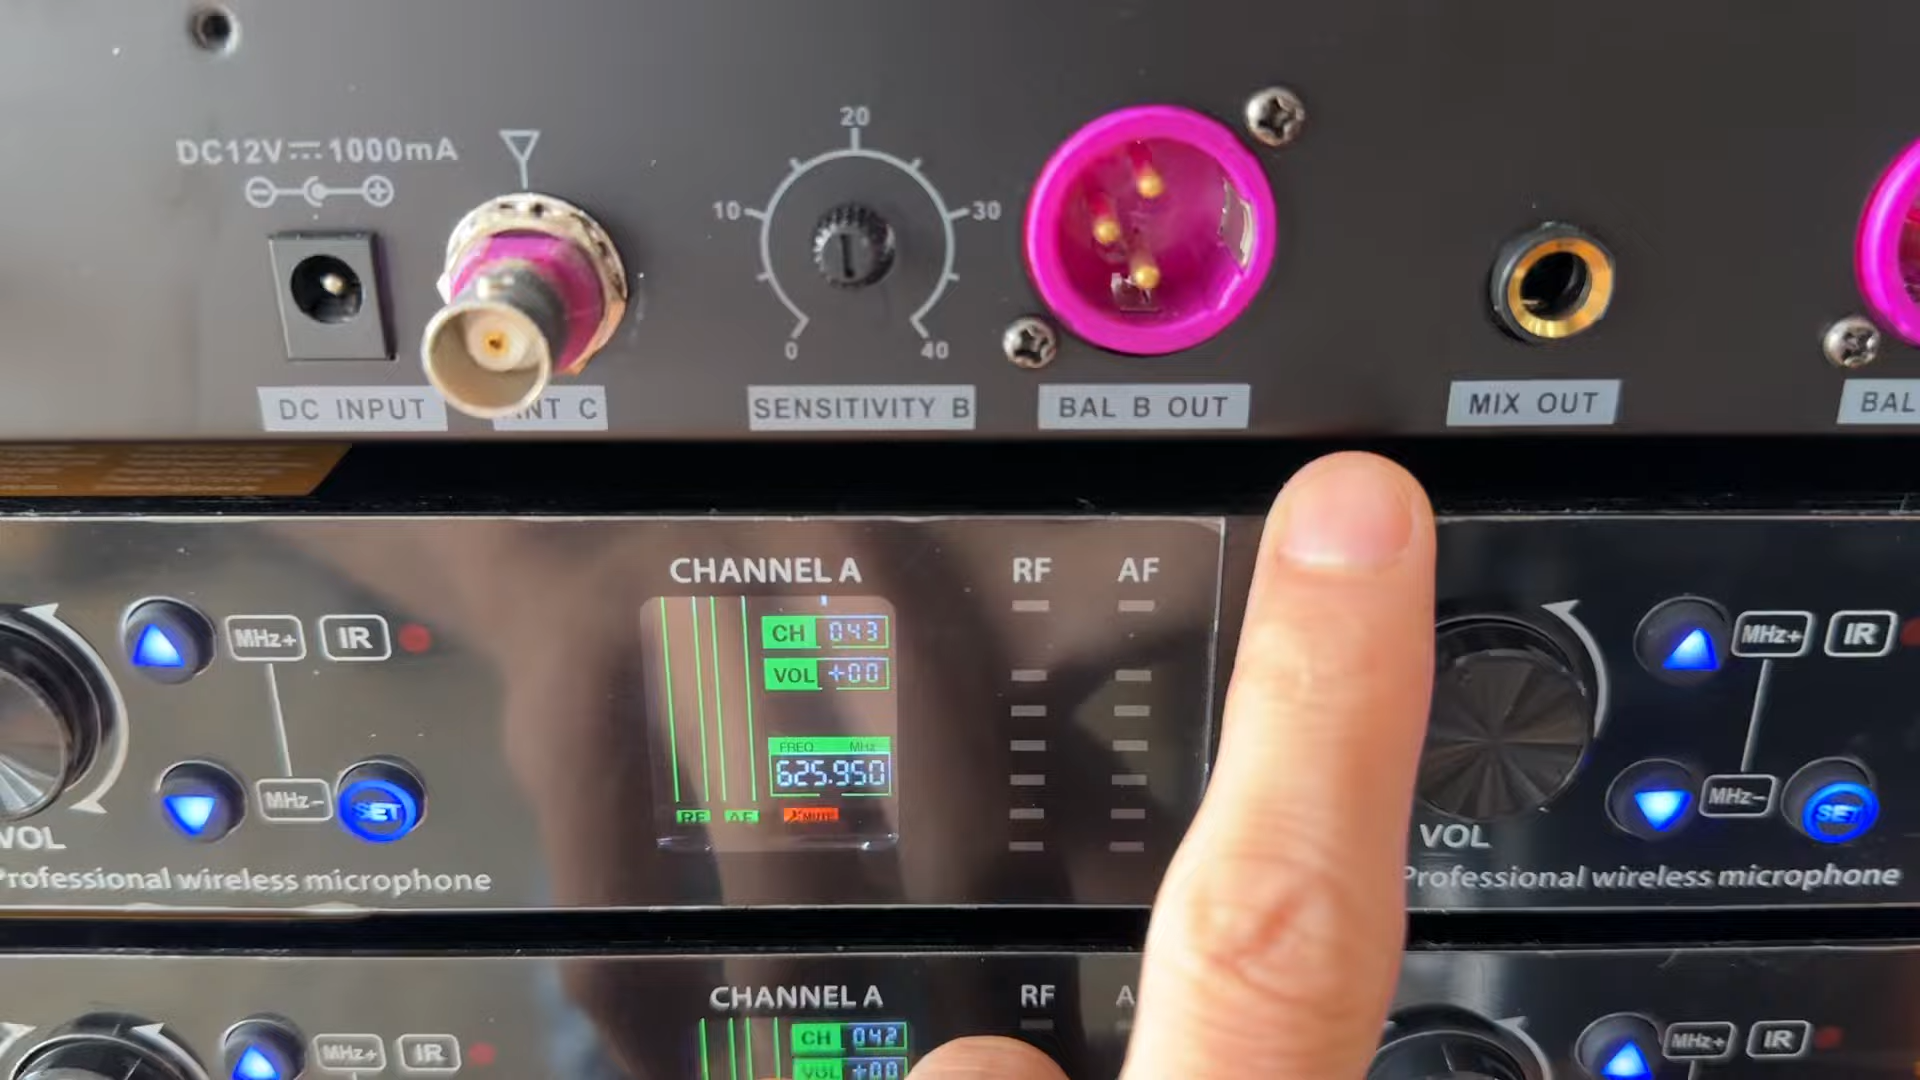 DC12V 1000mA
20
10 30
0 40
DC INPUT
ANT C
SENSITIVITY B
BAL B OUT
MIX OUT
BAL
CHANNEL A
RF AF
CH 043
VOL +00
FREQ MHz
625.950
RF AF MUTE
MHz+ IR
MHz- SET
VOL
Professional wireless microphone
MHz+ IR
MHz- SET
VOL
Professional wireless microphone
CHANNEL A
RF A
CH 042
VOL +00
MHz+ IR
MHz+ IR